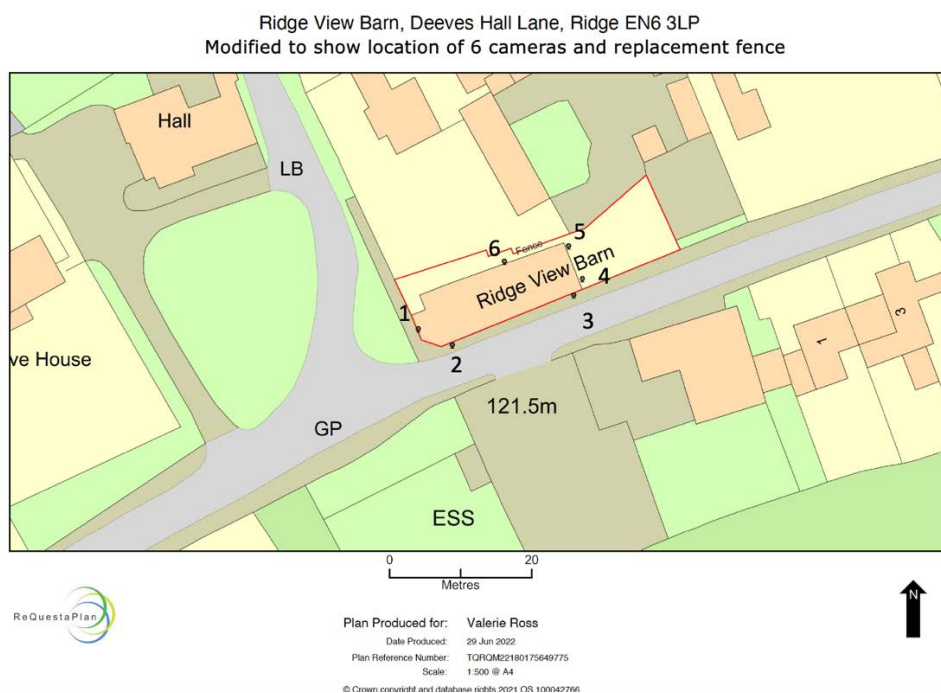 Ridge View Barn, Deeves Hall Lane, Ridge EN6 3LP
Modified to show location of 6 cameras and replacement fence
Hall
LB
5
6
Fence
Ridge View Barn
4
1
3
3
1
2
ve House
121.5m
GP
ESS
0
20
Metres
N
ReQuestaPlan
Plan Produced for: Valerie Ross
Date Produced: 29 Jun 2022
Plan Reference Number: TQRQM22180175649775
Scale: 1:500 @ A4
© Crown copyright and database rights 2021 OS 100042766